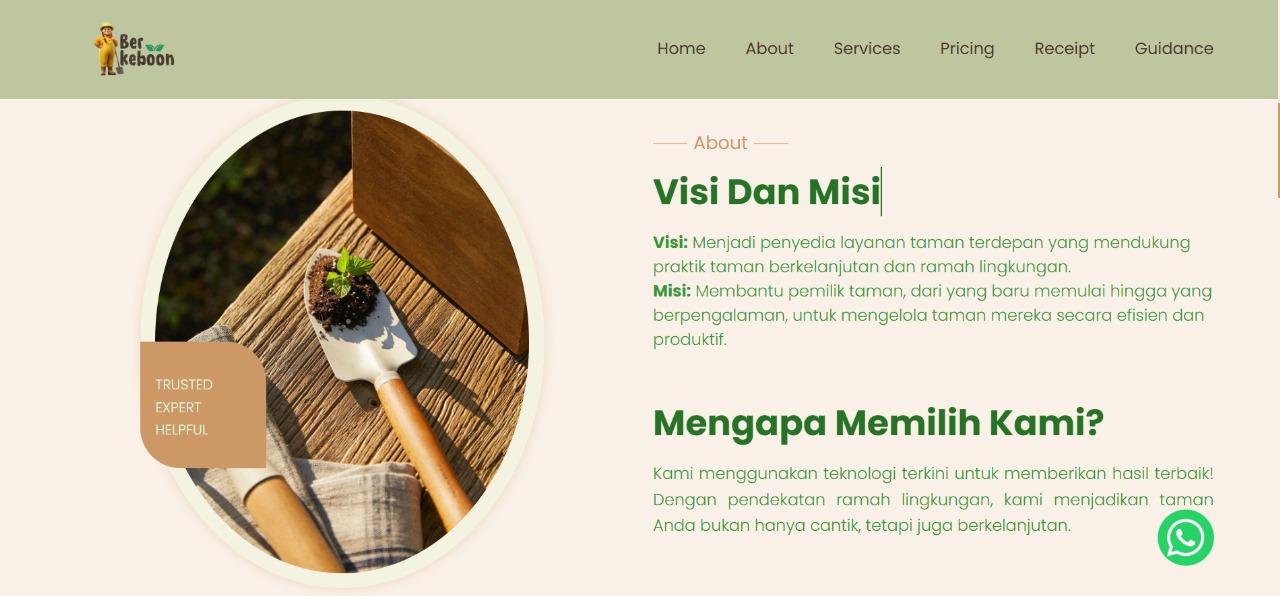 Ber
keboon
Home About Services Pricing Receipt Guidance
About
Visi Dan Misi
Visi: Menjadi penyedia layanan taman terdepan yang mendukung
praktik taman berkelanjutan dan ramah lingkungan.
Misi: Membantu pemilik taman, dari yang baru memulai hingga yang
berpengalaman, untuk mengelola taman mereka secara efisien dan
produktif.
TRUSTED
EXPERT
HELPFUL
Mengapa Memilih Kami?
Kami menggunakan teknologi terkini untuk memberikan hasil terbaik!
Dengan pendekatan ramah lingkungan, kami menjadikan taman
Anda bukan hanya cantik, tetapi juga berkelanjutan.